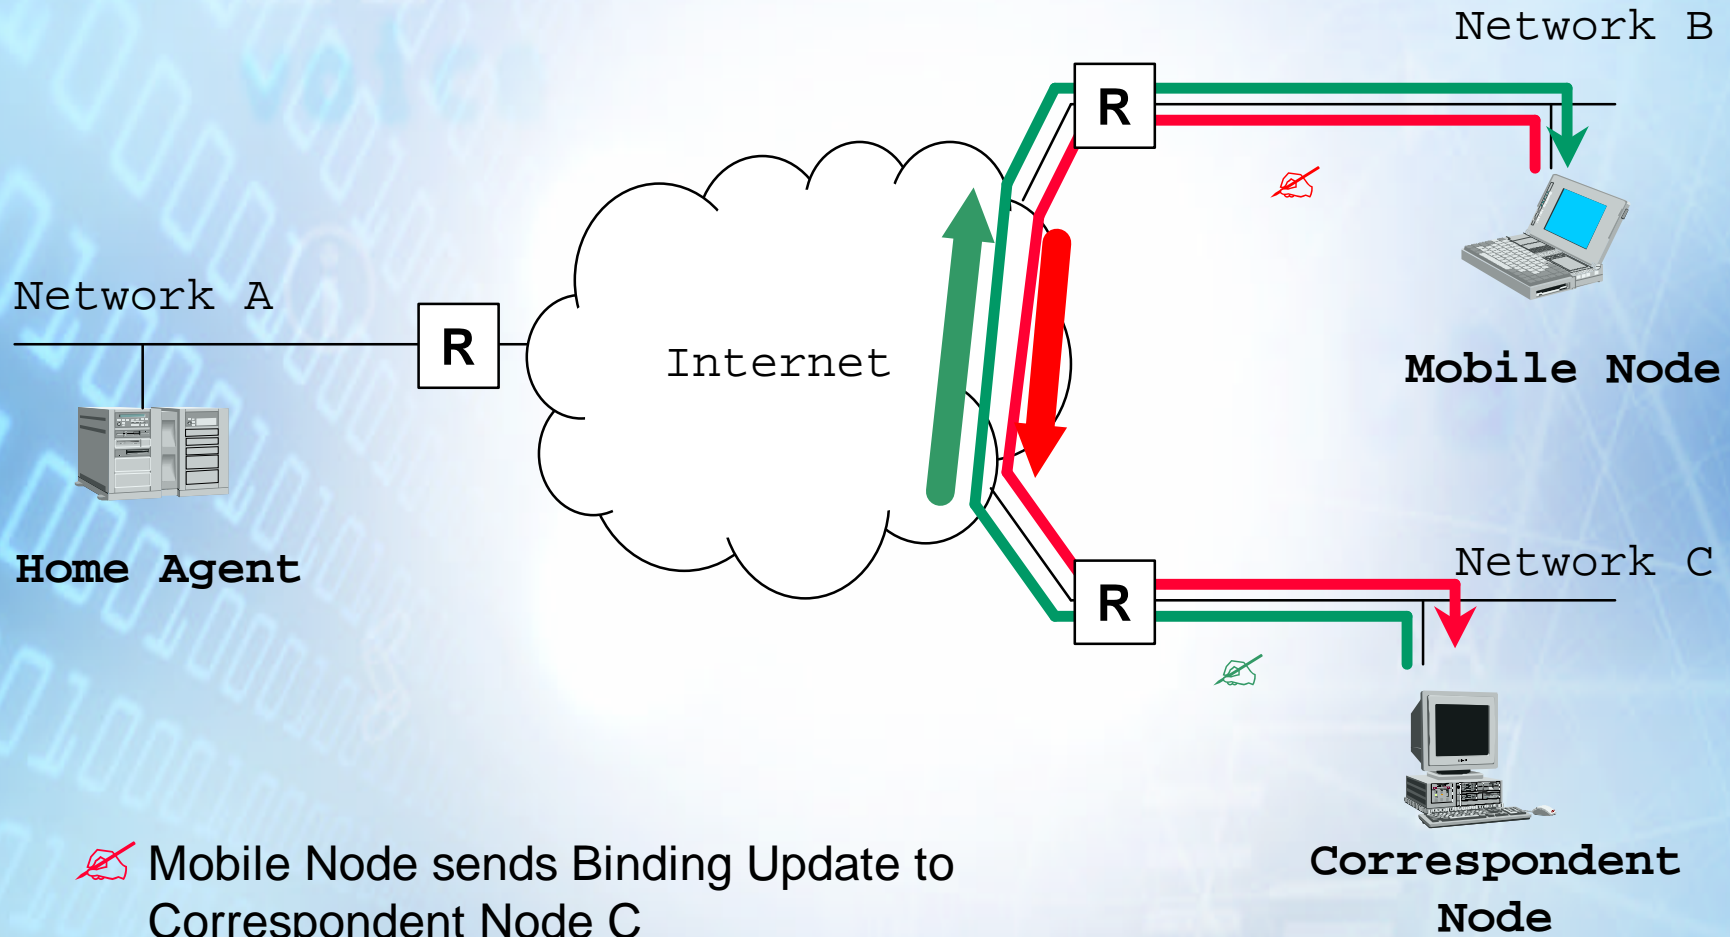 Network B
R
Network A
R
Internet
Mobile Node
Home Agent
Network C
R
Mobile Node sends Binding Update to
Correspondent Node C
Correspondent
Node